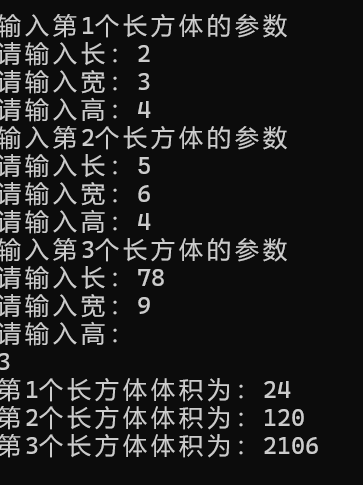 输入第1个长方体的参数
请输入长：2
请输入宽：3
请输入高：4
输入第2个长方体的参数
请输入长：5
请输入宽：6
请输入高：4
输入第3个长方体的参数
请输入长：78
请输入宽：9
请输入高：
3
第1个长方体体积为：24
第2个长方体体积为：120
第3个长方体体积为：2106